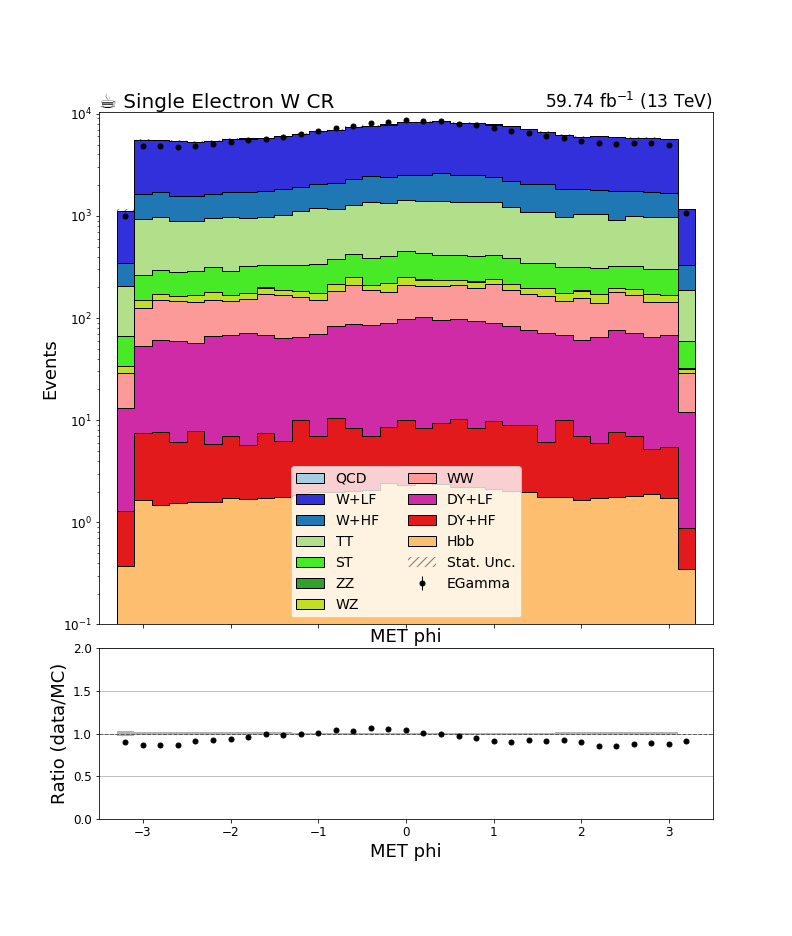 ☕ Single Electron W CR
59.74 fb⁻¹ (13 TeV)
Events
10⁴
10³
10²
10¹
10⁰
10⁻¹
QCD
W+LF
W+HF
TT
ST
ZZ
WZ
WW
DY+LF
DY+HF
Hbb
Stat. Unc.
EGamma
MET phi
Ratio (data/MC)
2.0
1.5
1.0
0.5
0.0
−3 −2 −1 0 1 2 3
MET phi